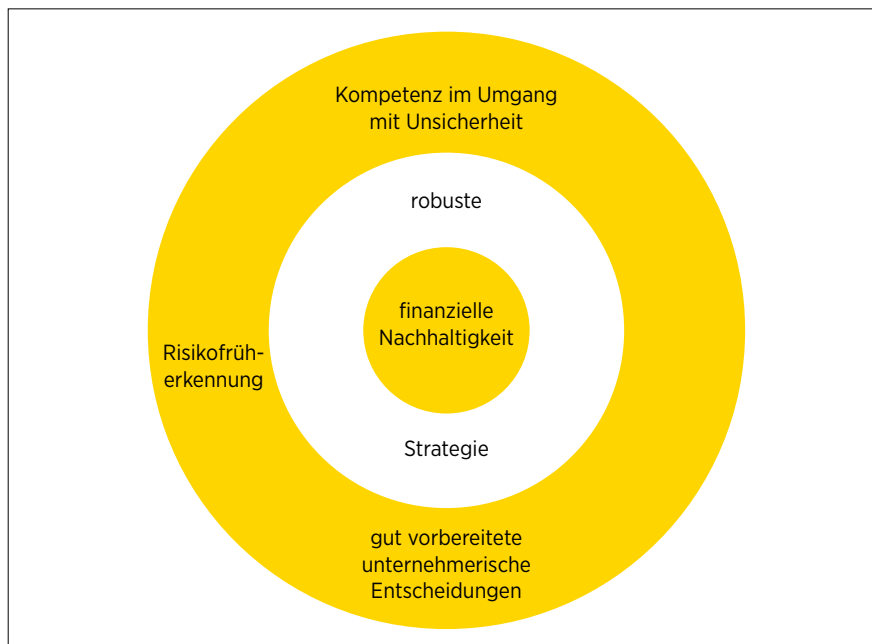 Kompetenz im Umgang
mit Unsicherheit
robuste
finanzielle
Nachhaltigkeit
Risikofrüh-
erkennung
Strategie
gut vorbereitete
unternehmerische
Entscheidungen